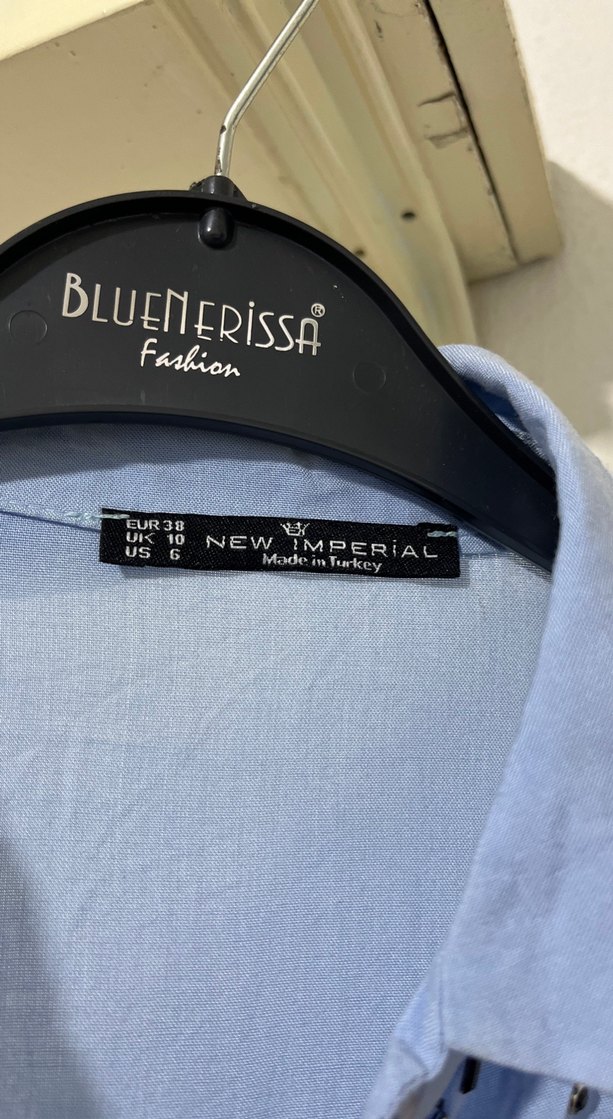 BLUENERiSSA®
Fashion
EUR 38
UK 10
US 6
NEW IMPERiAL
Made in Turkey